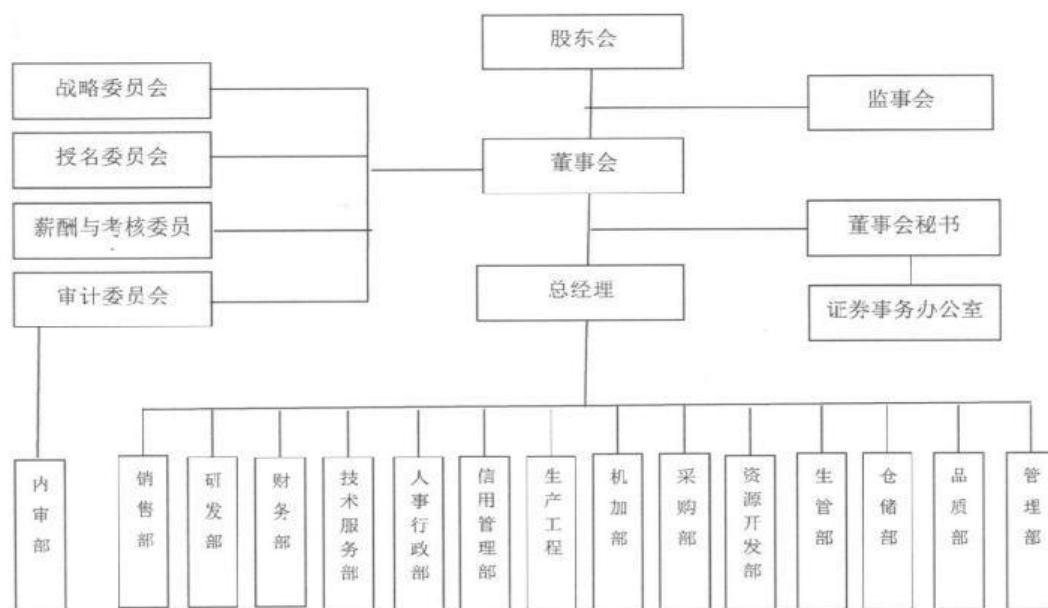 股东会
战略委员会
监事会
授名委员会
董事会
薪酬与考核委员
董事会秘书
审计委员会
总经理
证券事务办公室
内审部
销售部
研发部
财务部
技术服务部
人事行政部
信用管理部
生产工程
机加部
采购部
资源开发部
生管部
仓储部
品质部
管理部